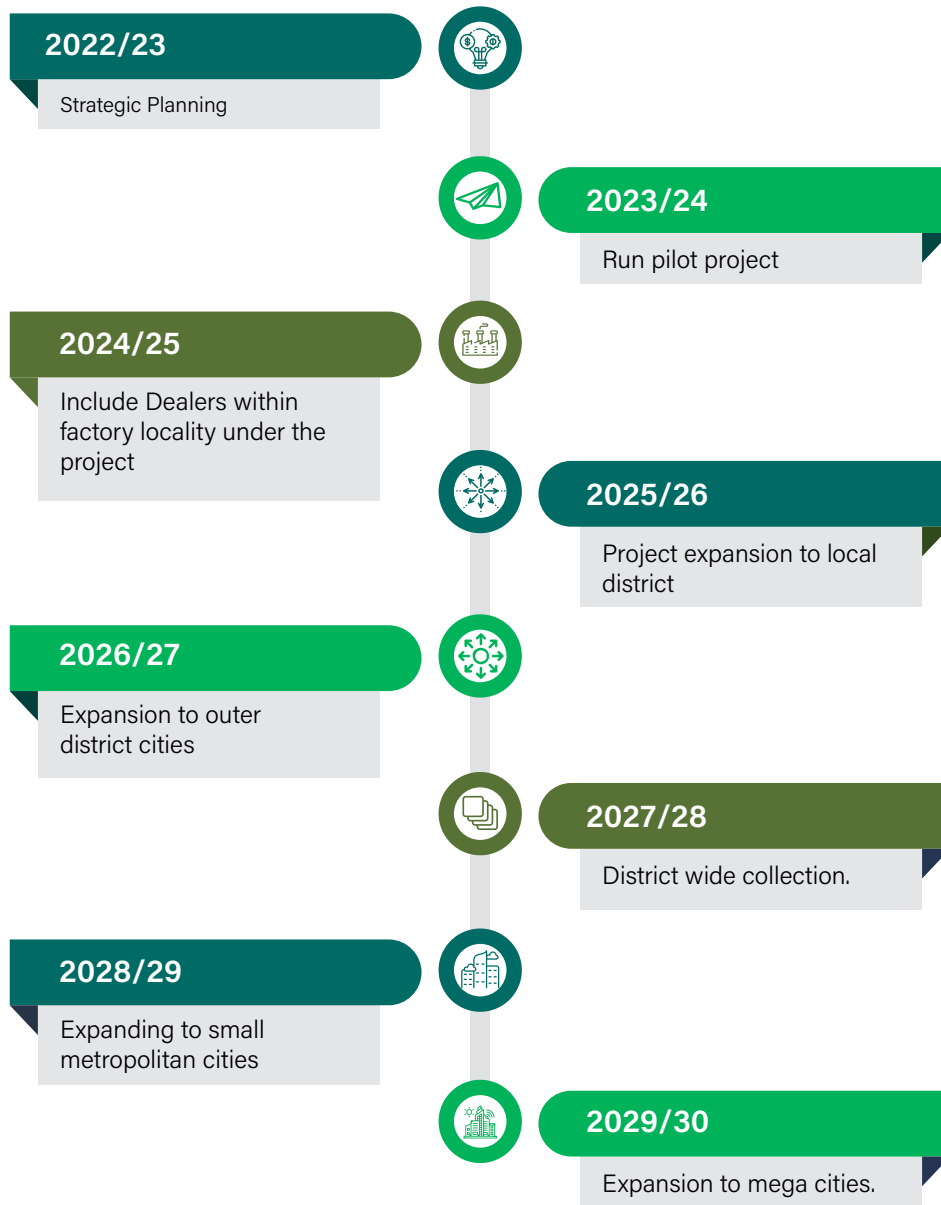 2022/23
Strategic Planning
2023/24
Run pilot project
2024/25
Include Dealers within
factory locality under the
project
2025/26
Project expansion to local
district
2026/27
Expansion to outer
district cities
2027/28
District wide collection.
2028/29
Expanding to small
metropolitan cities
2029/30
Expansion to mega cities.